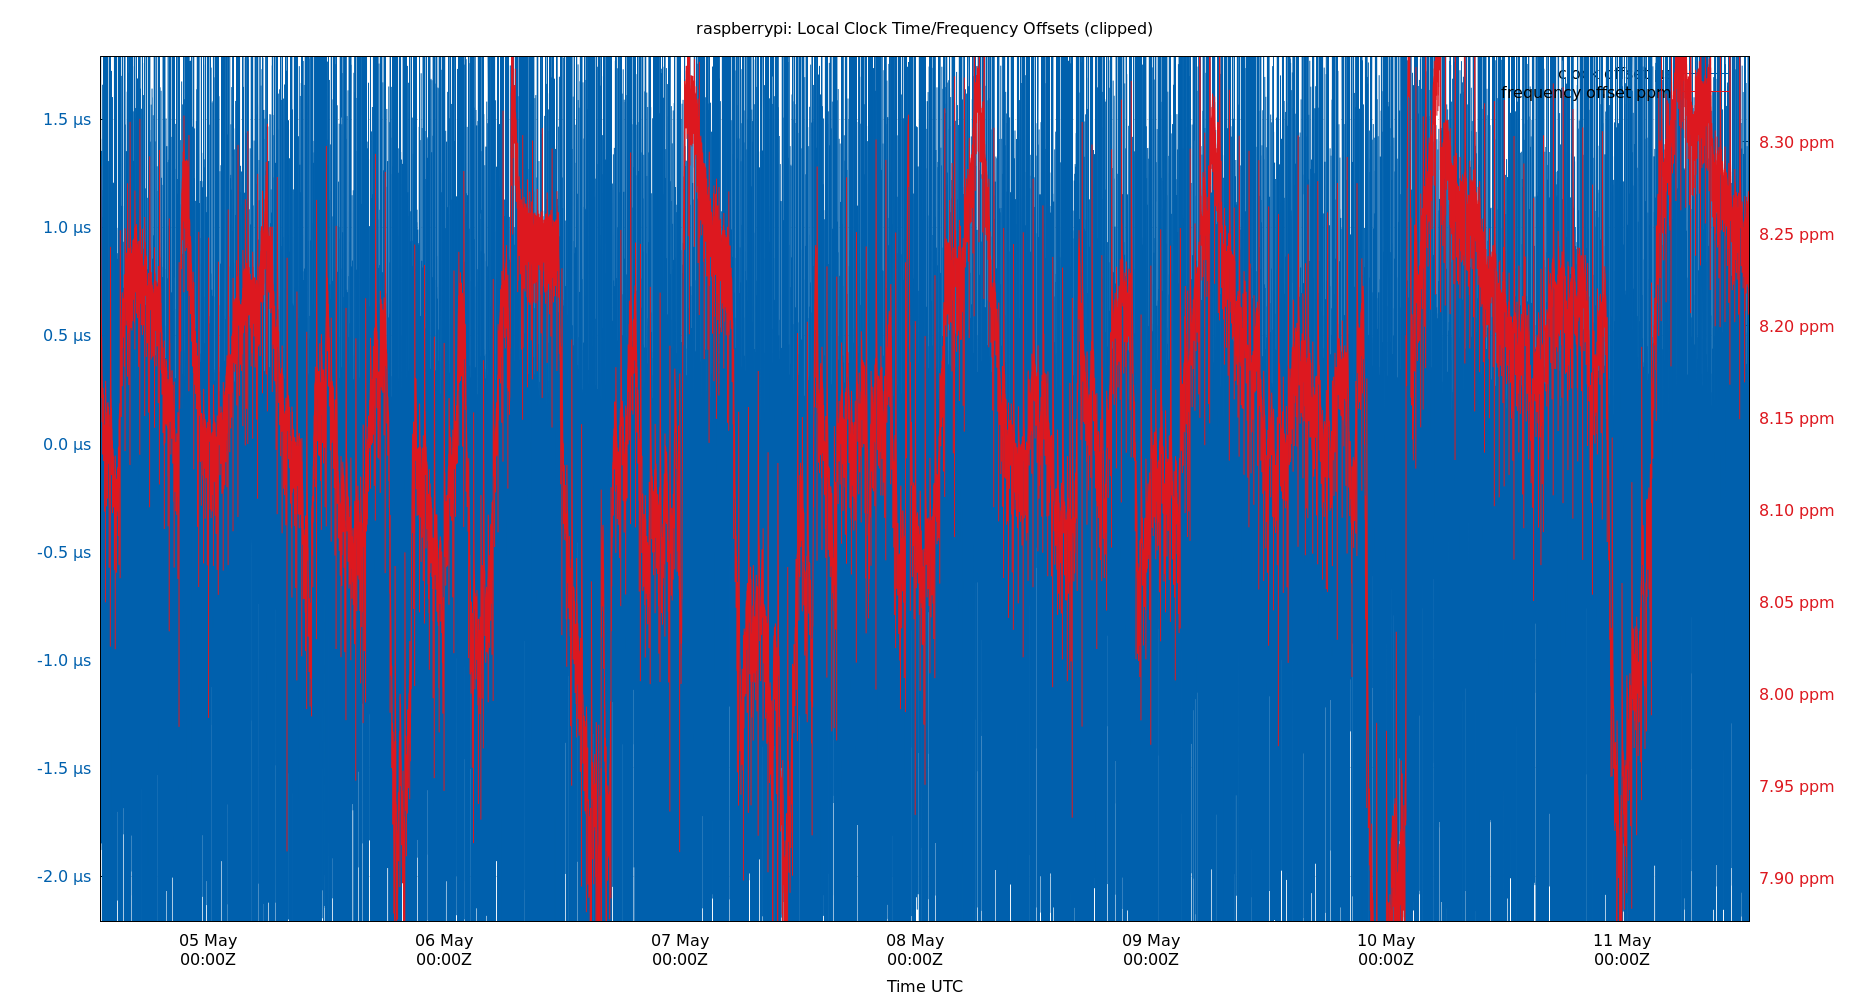 raspberrypi: Local Clock Time/Frequency Offsets (clipped)
clock offset
frequency offset ppm
1.5 µs
1.0 µs
0.5 µs
0.0 µs
-0.5 µs
-1.0 µs
-1.5 µs
-2.0 µs
8.30 ppm
8.25 ppm
8.20 ppm
8.15 ppm
8.10 ppm
8.05 ppm
8.00 ppm
7.95 ppm
7.90 ppm
05 May
00:00Z
06 May
00:00Z
07 May
00:00Z
08 May
00:00Z
09 May
00:00Z
10 May
00:00Z
11 May
00:00Z
Time UTC